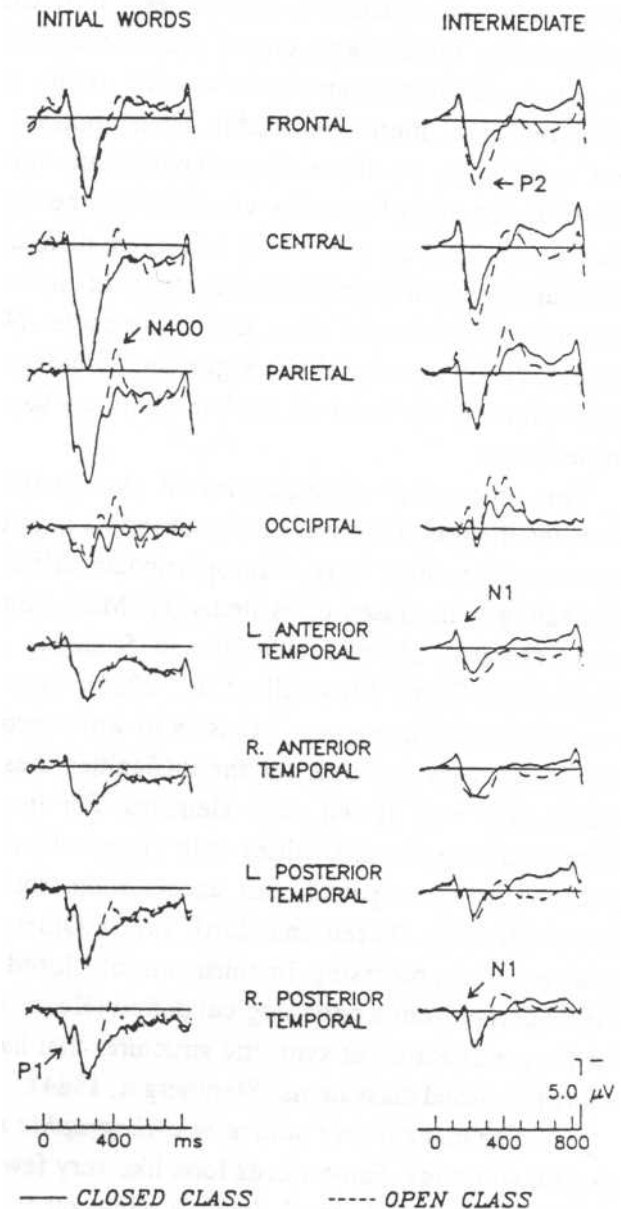 INITIAL WORDS
INTERMEDIATE
FRONTAL
P2
CENTRAL
N400
PARIETAL
OCCIPITAL
N1
L. ANTERIOR
TEMPORAL
R. ANTERIOR
TEMPORAL
L. POSTERIOR
TEMPORAL
N1
R. POSTERIOR
TEMPORAL
P1
5.0 μV
0 400 ms
0 400 800
CLOSED CLASS
OPEN CLASS